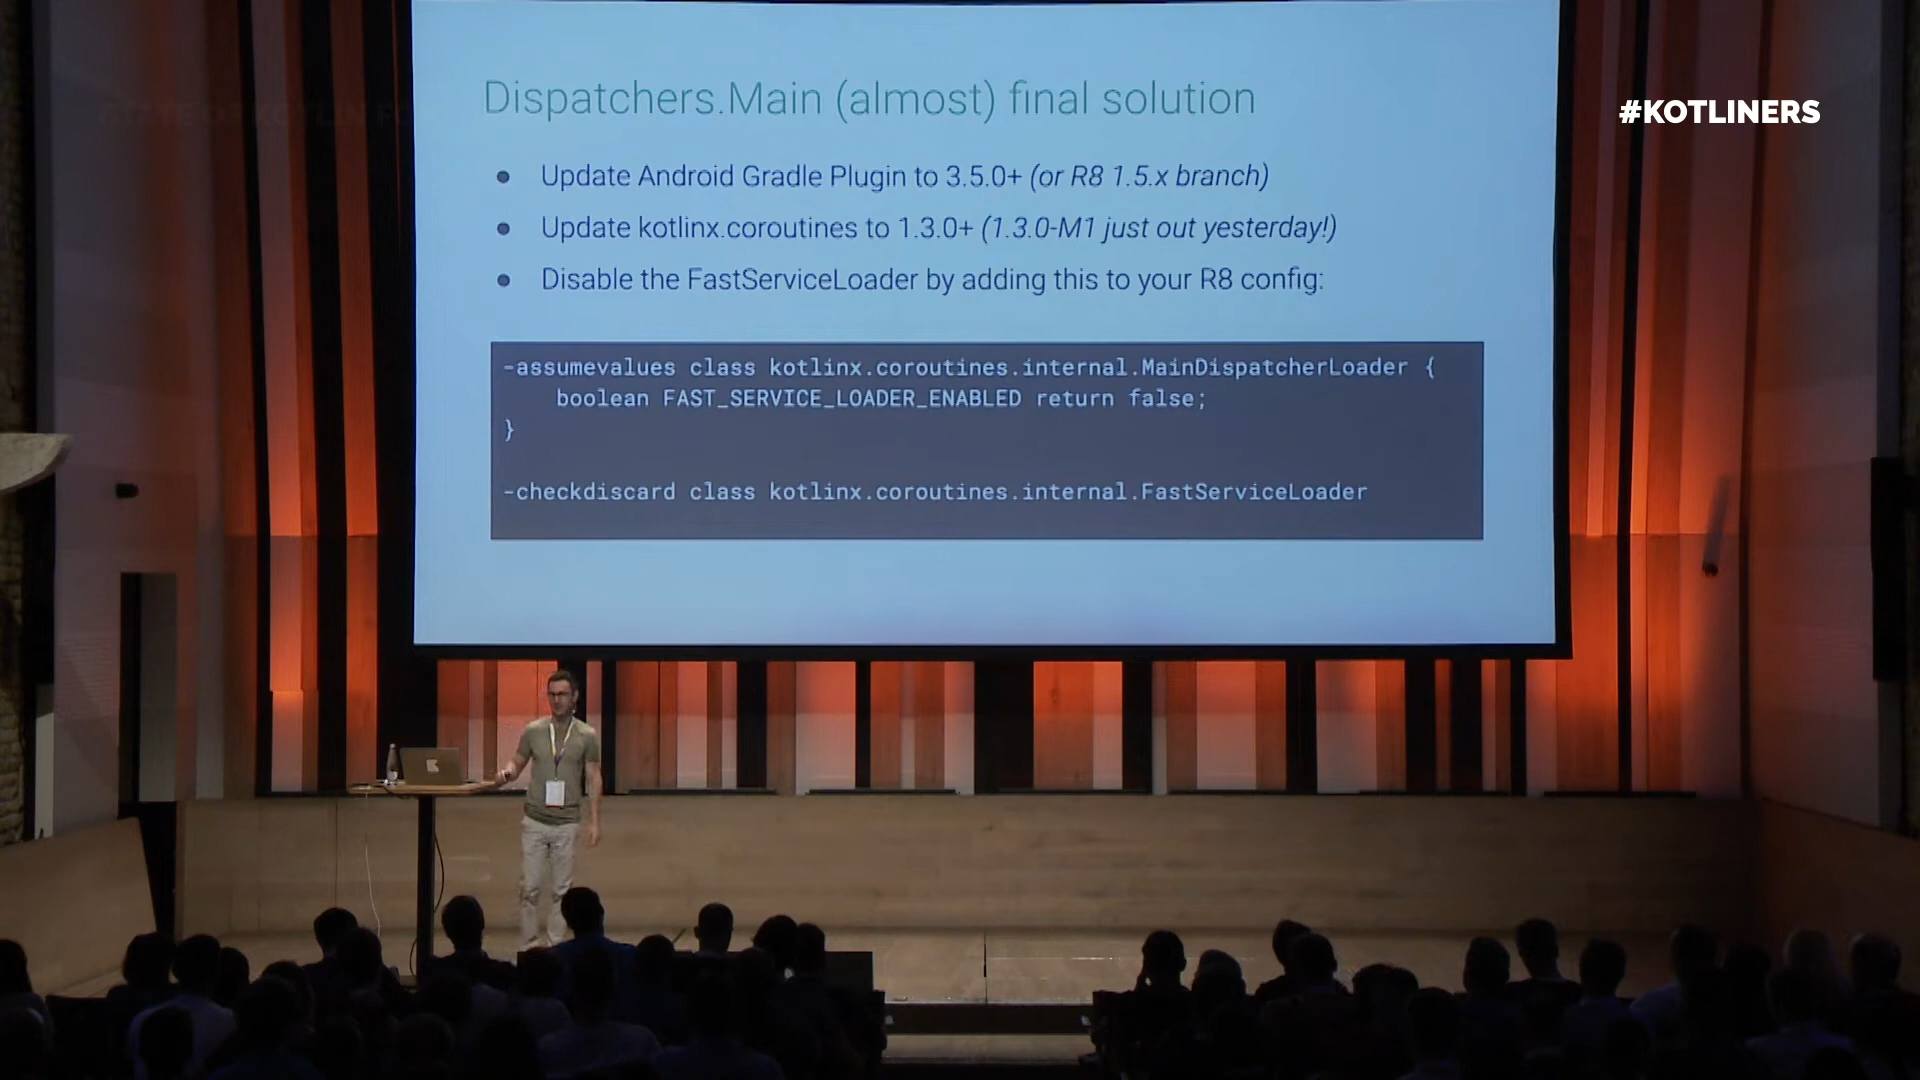 Dispatchers.Main (almost) final solution
#KOTLINERS
● Update Android Gradle Plugin to 3.5.0+ (or R8 1.5.x branch)
● Update kotlinx.coroutines to 1.3.0+ (1.3.0-M1 just out yesterday!)
● Disable the FastServiceLoader by adding this to your R8 config:
-assumevalues class kotlinx.coroutines.internal.MainDispatcherLoader {
boolean FAST_SERVICE_LOADER_ENABLED return false;
}
-checkdiscard class kotlinx.coroutines.internal.FastServiceLoader